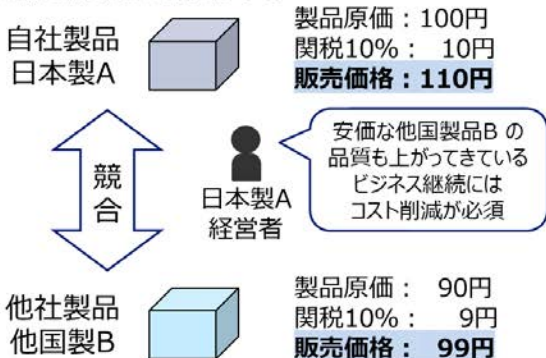 自社製品
日本製A
製品原価：100円
関税10%： 10円
販売価格：110円
競合
日本製A
経営者
安価な他国製品B の
品質も上がってきている
ビジネス継続には
コスト削減が必須
他社製品
他国製B
製品原価： 90円
関税10%： 9円
販売価格： 99円